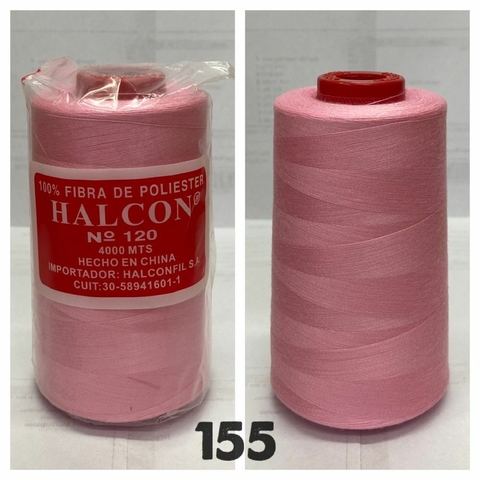 100% FIBRA DE POLIESTER
HALCON®
Nº 120
4000 MTS
HECHO EN CHINA
IMPORTADOR: HALCONFIL S.A.
CUIT:30-58941601-1
155